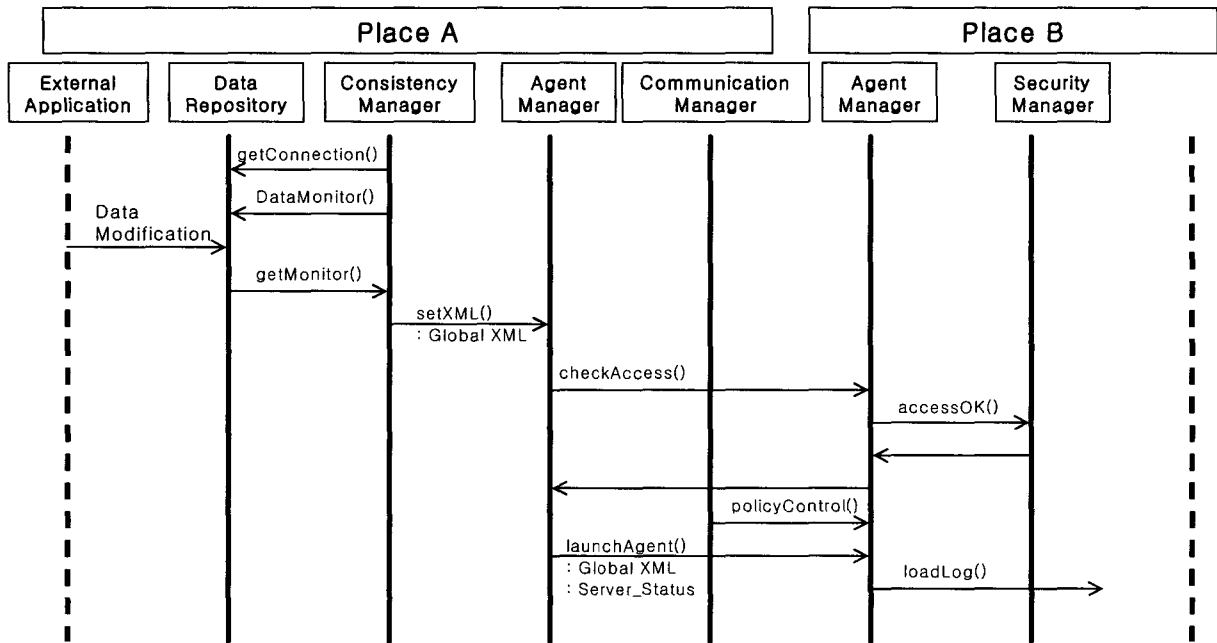 Place A
Place B
External
Application
Data
Repository
Consistency
Manager
Agent
Manager
Communication
Manager
Agent
Manager
Security
Manager
getConnection()
DataMonitor()
Data
Modification
getMonitor()
setXML()
: Global XML
checkAccess()
accessOK()
policyControl()
launchAgent()
: Global XML
: Server_Status
loadLog()